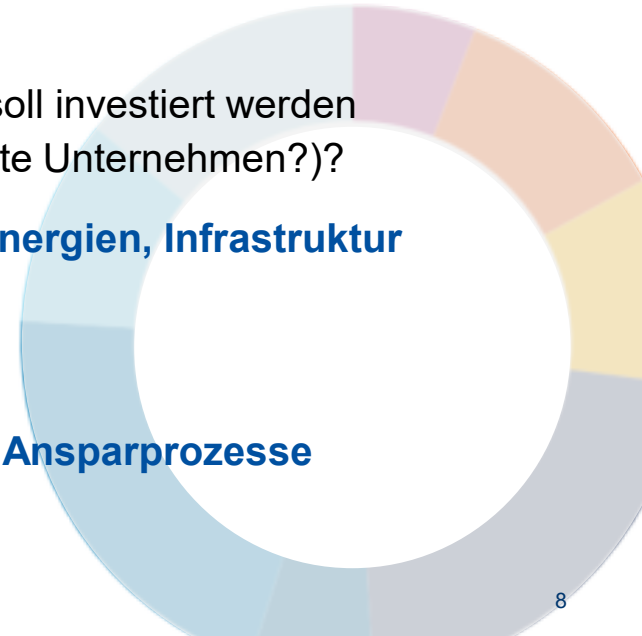 soll investiert werden
te Unternehmen?)?
nergien, Infrastruktur
Ansparprozesse
8